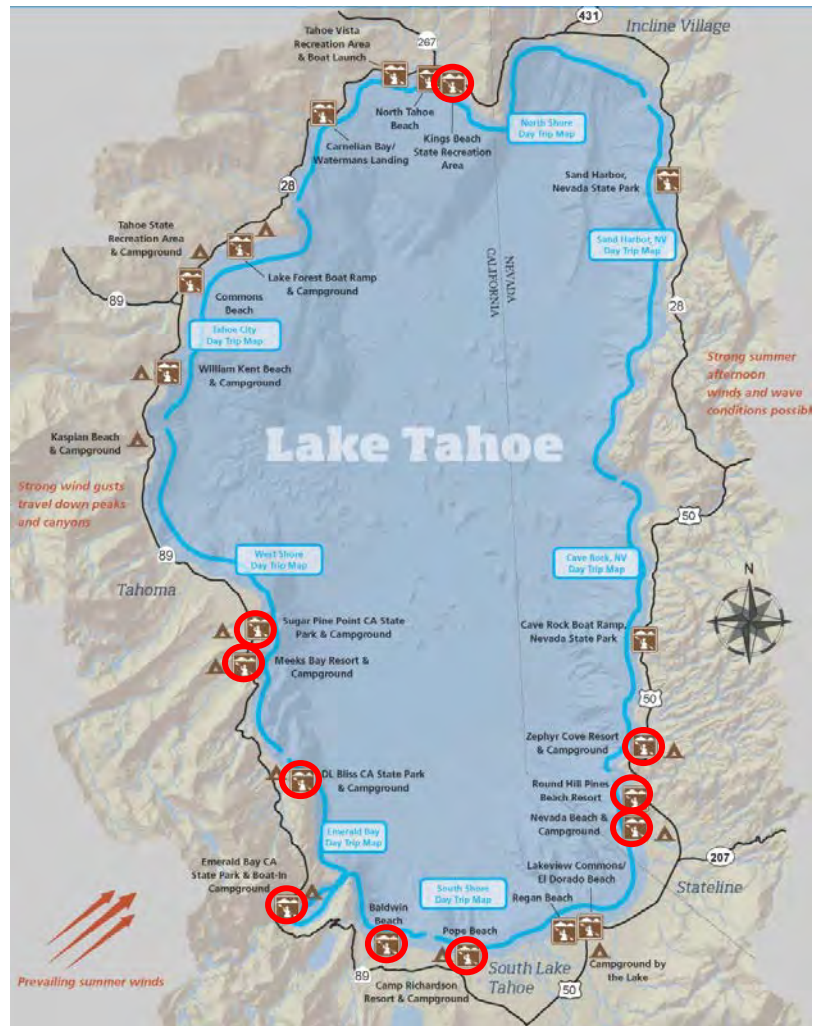 431
Incline Village
Tahoe Vista
Recreation Area
& Boat Launch
267
North Tahoe
Beach
Kings Beach
State Recreation
Area
North Shore
Day Trip Map
Carnelian Bay/
Watermans Landing
Sand Harbor,
Nevada State Park
28
Tahoe State
Recreation Area
& Campground
Sand Harbor, NV
Day Trip Map
NEVADA
CALIFORNIA
Lake Forest Boat Ramp
& Campground
89
Commons
Beach
28
Tahoe City
Day Trip Map
William Kent Beach
& Campground
Strong summer
afternoon
winds and wave
conditions possibl
Kaspian Beach
& Campground
Lake Tahoe
Strong wind gusts
travel down peaks
and canyons
50
89
West Shore
Day Trip Map
Cave Rock, NV
Day Trip Map
Tahoma
N
Sugar Pine Point CA State
Park & Campground
Cave Rock Boat Ramp,
Nevada State Park
Meeks Bay Resort &
Campground
50
Zephyr Cove Resort
& Campground
DL Bliss CA State Park
& Campground
Round Hill Pines
Beach Resort
Nevada Beach &
Campground
Emerald Bay
Day Trip Map
207
Emerald Bay CA
State Park & Boat-In
Campground
Lakeview Commons/
El Dorado Beach
Stateline
South Shore
Day Trip Map
Regan Beach
Baldwin
Beach
Pope Beach
Prevailing summer winds
89
Camp Richardson
Resort & Campground
South Lake
Tahoe
Campground by
the Lake
50